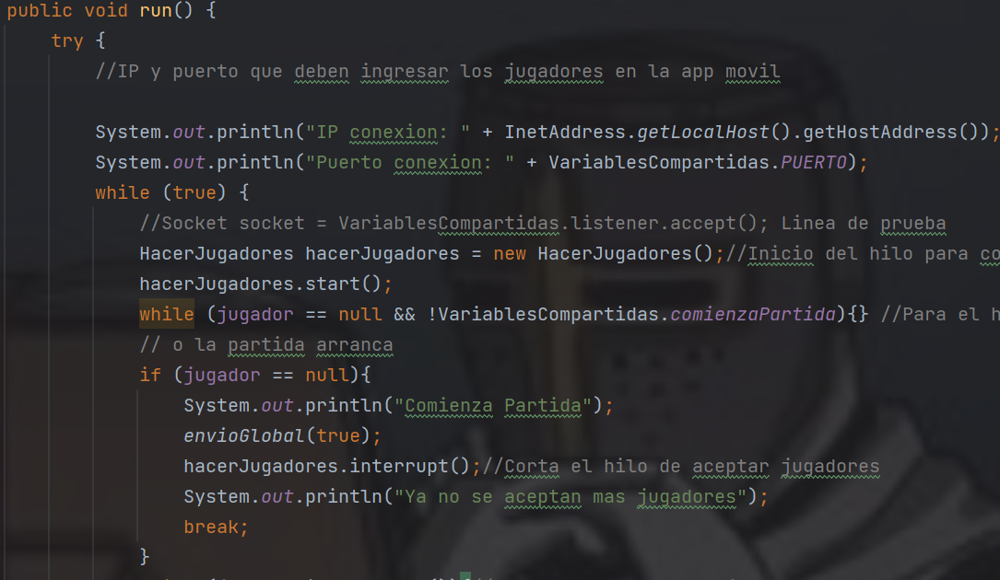 public void run() {
try {
//IP y puerto que deben ingresar los jugadores en la app movil
System.out.println("IP conexion: " + InetAddress.getLocalHost().getHostAddress());
System.out.println("Puerto conexion: " + VariablesCompartidas.PUERTO);
while (true) {
//Socket socket = VariablesCompartidas.listener.accept(); Linea de prueba
HacerJugadores hacerJugadores = new HacerJugadores();//Inicio del hilo para co
hacerJugadores.start();
while (jugador == null && !VariablesCompartidas.comienzaPartida){} //Para el h
// o la partida arranca
if (jugador == null){
System.out.println("Comienza Partida");
envioGlobal(true);
hacerJugadores.interrupt();//Corta el hilo de aceptar jugadores
System.out.println("Ya no se aceptan mas jugadores");
break;
}